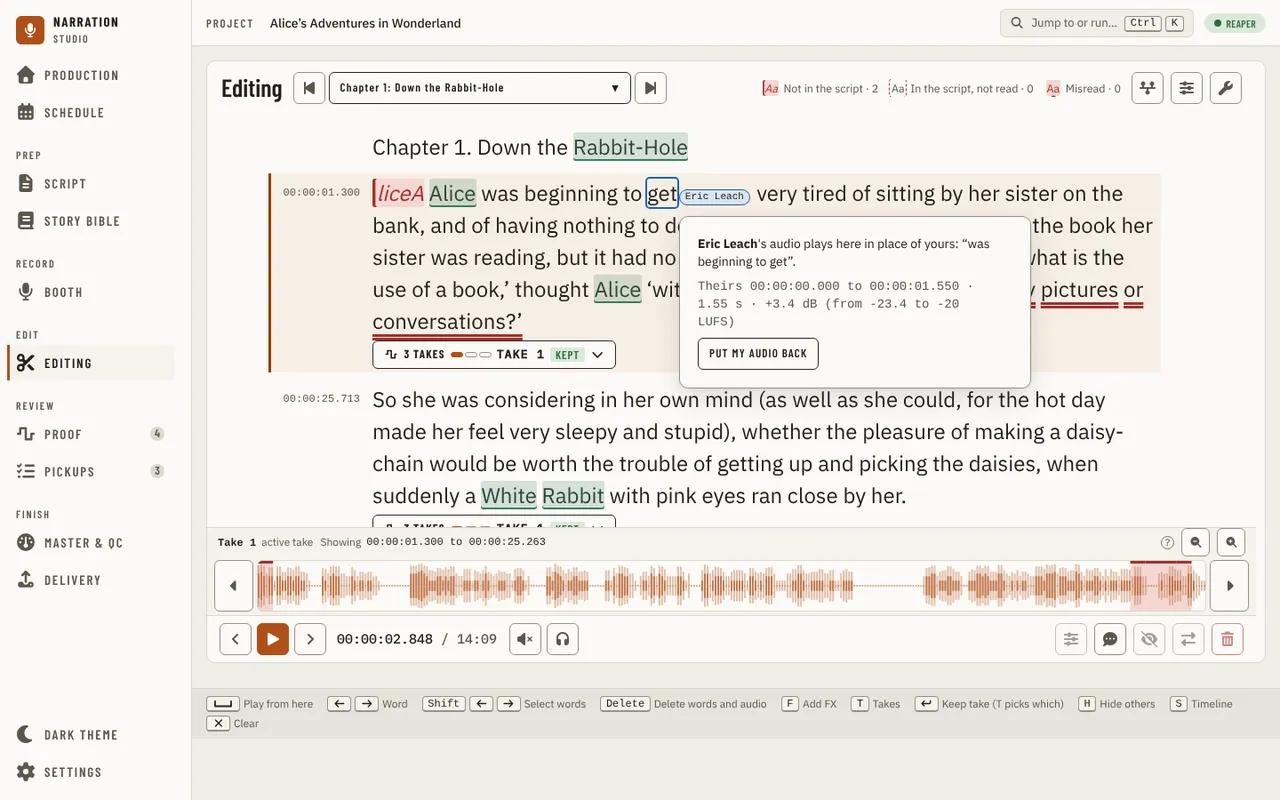 NARRATION
STUDIO
PRODUCTION
SCHEDULE
PREP
SCRIPT
STORY BIBLE
RECORD
BOOTH
EDIT
EDITING
REVIEW
PROOF 4
PICKUPS 3
FINISH
MASTER & QC
DELIVERY
DARK THEME
SETTINGS
PROJECT Alice's Adventures in Wonderland
Jump to or run... Ctrl K
REAPER
Editing
Chapter 1: Down the Rabbit-Hole ▼
Aa Not in the script · 2 Aa In the script, not read · 0 Aa Misread · 0
Chapter 1. Down the Rabbit-Hole
00:00:01.300 liceA Alice was beginning to get Eric Leach very tired of sitting by her sister on the
bank, and of having nothing to the book her
sister was reading, but it had no what is the
use of a book,’ thought Alice pictures or
conversations?’
Eric Leach's audio plays here in place of yours: “was
beginning to get”.
Theirs 00:00:00.000 to 00:00:01.550 ·
1.55 s · +3.4 dB (from -23.4 to -20
LUFS)
PUT MY AUDIO BACK
3 TAKES TAKE 1 KEPT
00:00:25.713 So she was considering in her own mind (as well as she could, for the hot day
made her feel very sleepy and stupid), whether the pleasure of making a daisy-
chain would be worth the trouble of getting up and picking the daisies, when
suddenly a White Rabbit with pink eyes ran close by her.
3 TAKES TAKE 1 KEPT
Take 1 active take Showing 00:00:01.300 to 00:00:25.263
?
00:00:02.848 / 14:09
Play from here ← → Word Shift ← → Select words Delete Delete words and audio F Add FX T Takes ↵ Keep take (T picks which) H Hide others S Timeline
✕ Clear